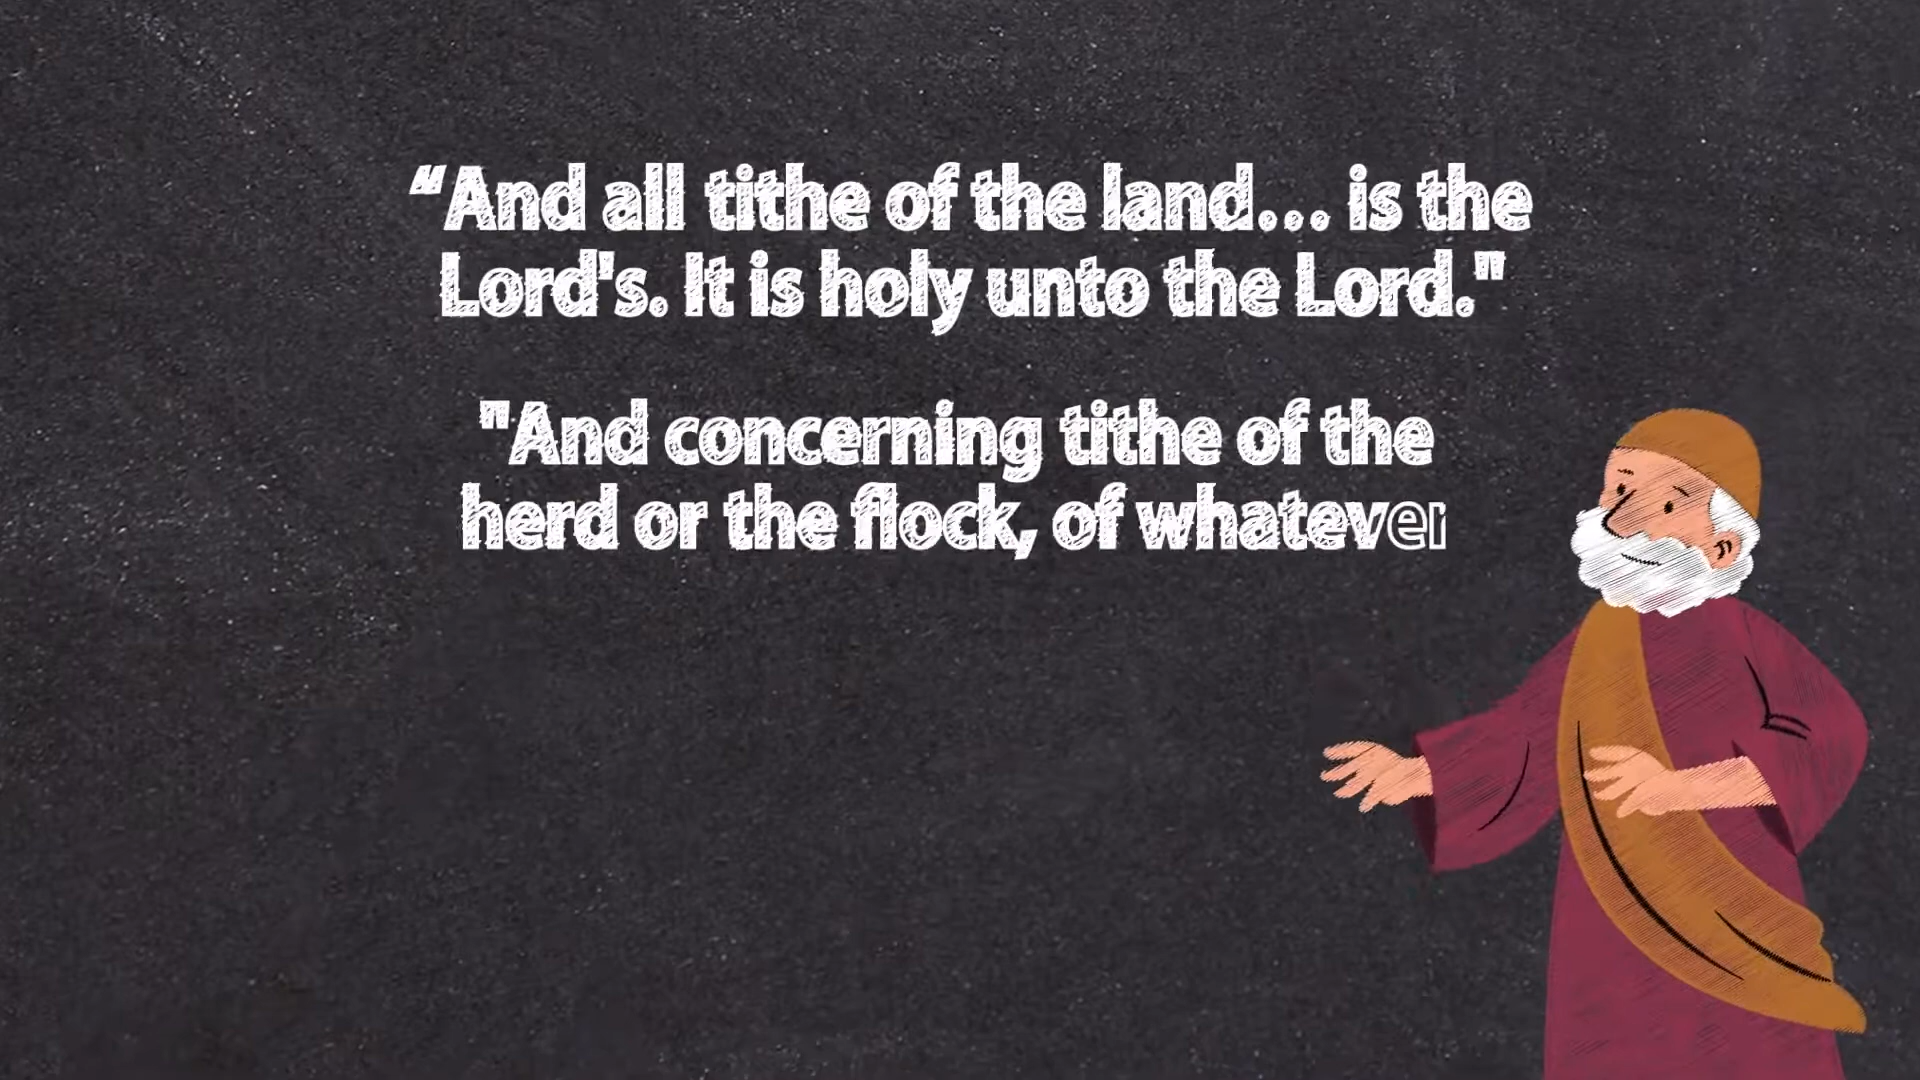 “And all tithe of the land... is the
Lord's. It is holy unto the Lord."
"And concerning tithe of the
herd or the flock, of whatever